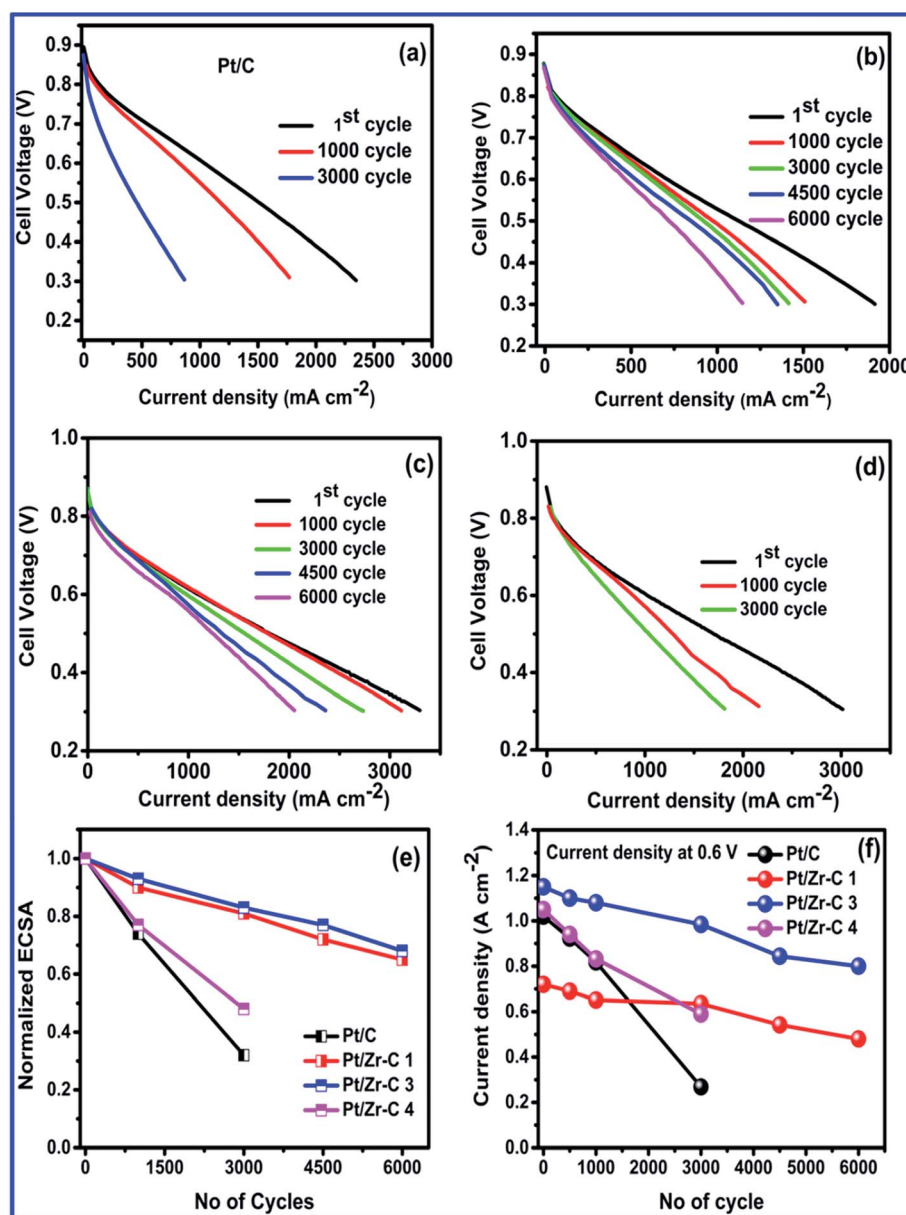 (a)
Pt/C
1st cycle
1000 cycle
3000 cycle
0.9
0.8
0.7
0.6
0.5
0.4
0.3
0.2
Cell Voltage (V)
0 500 1000 1500 2000 2500 3000
Current density (mA cm-2)
(b)
1st cycle
1000 cycle
3000 cycle
4500 cycle
6000 cycle
0.9
0.8
0.7
0.6
0.5
0.4
0.3
0.2
Cell Voltage (V)
0 500 1000 1500 2000
Current density (mA cm-2)
(c)
1st cycle
1000 cycle
3000 cycle
4500 cycle
6000 cycle
1.0
0.8
0.6
0.4
0.2
Cell Voltage (V)
0 1000 2000 3000
Current density (mA cm-2)
(d)
1st cycle
1000 cycle
3000 cycle
1.0
0.8
0.6
0.4
0.2
Cell Voltage (V)
0 1000 2000 3000
Current density (mA cm-2)
(e)
1.0
0.8
0.6
0.4
0.2
0.0
Normalized ECSA
Pt/C
Pt/Zr-C 1
Pt/Zr-C 3
Pt/Zr-C 4
0 1500 3000 4500 6000
No of Cycles
(f)
Current density at 0.6 V
Pt/C
Pt/Zr-C 1
Pt/Zr-C 3
Pt/Zr-C 4
1.4
1.2
1.0
0.8
0.6
0.4
0.2
0.0
Current density (A cm-2)
0 1000 2000 3000 4000 5000 6000
No of cycle